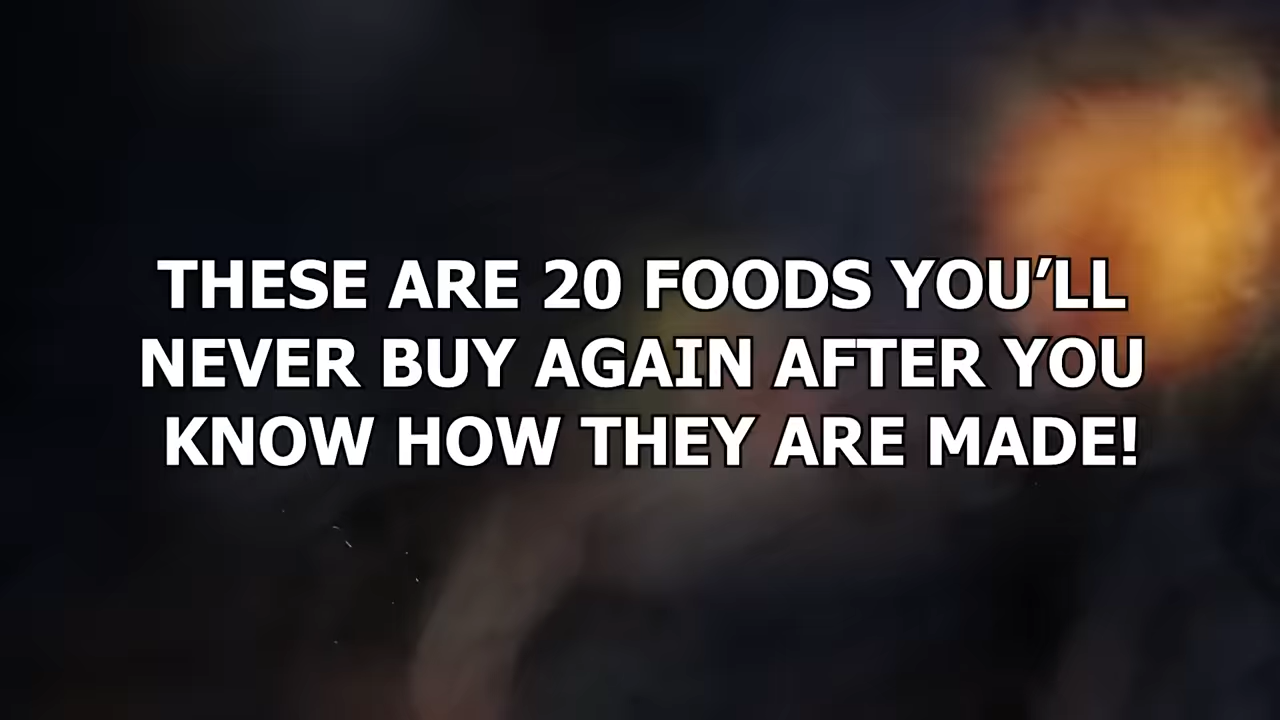 THESE ARE 20 FOODS YOU’LL
NEVER BUY AGAIN AFTER YOU
KNOW HOW THEY ARE MADE!